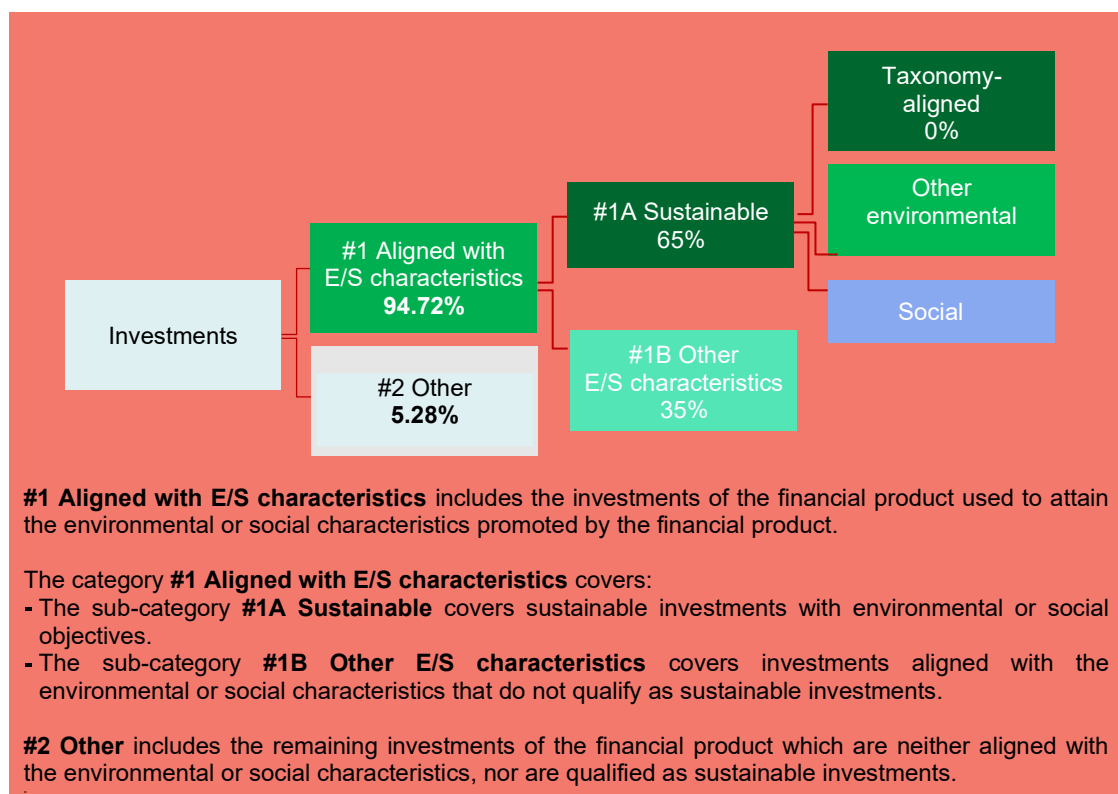 Taxonomy-
aligned
0%
Other
environmental
#1A Sustainable
65%
#1 Aligned with
E/S characteristics
94.72%
Social
Investments
#1B Other
E/S characteristics
35%
#2 Other
5.28%
#1 Aligned with E/S characteristics includes the investments of the financial product used to attain
the environmental or social characteristics promoted by the financial product.
The category #1 Aligned with E/S characteristics covers:
- The sub-category #1A Sustainable covers sustainable investments with environmental or social
objectives.
- The sub-category #1B Other E/S characteristics covers investments aligned with the
environmental or social characteristics that do not qualify as sustainable investments.
#2 Other includes the remaining investments of the financial product which are neither aligned with
the environmental or social characteristics, nor are qualified as sustainable investments.